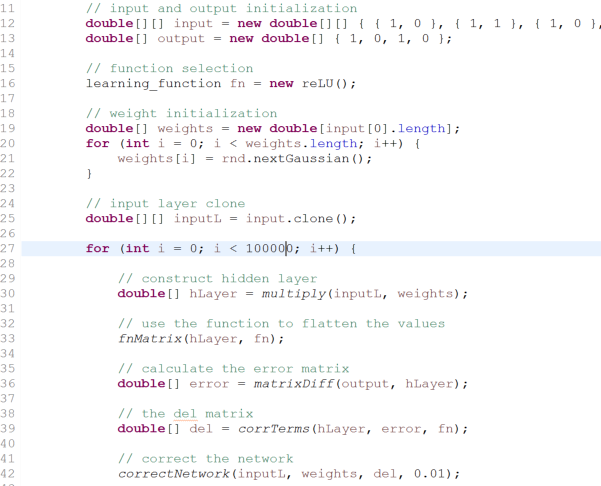 11 // input and output initialization
12 double[][] input = new double[][] { { 1, 0 }, { 1, 1 }, { 1, 0 },
13 double[] output = new double[] { 1, 0, 1, 0 };
14
15 // function selection
16 learning_function fn = new reLU();
17
18 // weight initialization
19 double[] weights = new double[input[0].length];
20 for (int i = 0; i < weights.length; i++) {
21 weights[i] = rnd.nextGaussian();
22 }
23
24 // input layer clone
25 double[][] inputL = input.clone();
26
27 for (int i = 0; i < 100000; i++) {
28
29 // construct hidden layer
30 double[] hLayer = multiply(inputL, weights);
31
32 // use the function to flatten the values
33 fnMatrix(hLayer, fn);
34
35 // calculate the error matrix
36 double[] error = matrixDiff(output, hLayer);
37
38 // the del matrix
39 double[] del = corrTerms(hLayer, error, fn);
40
41 // correct the network
42 correctNetwork(inputL, weights, del, 0.01);